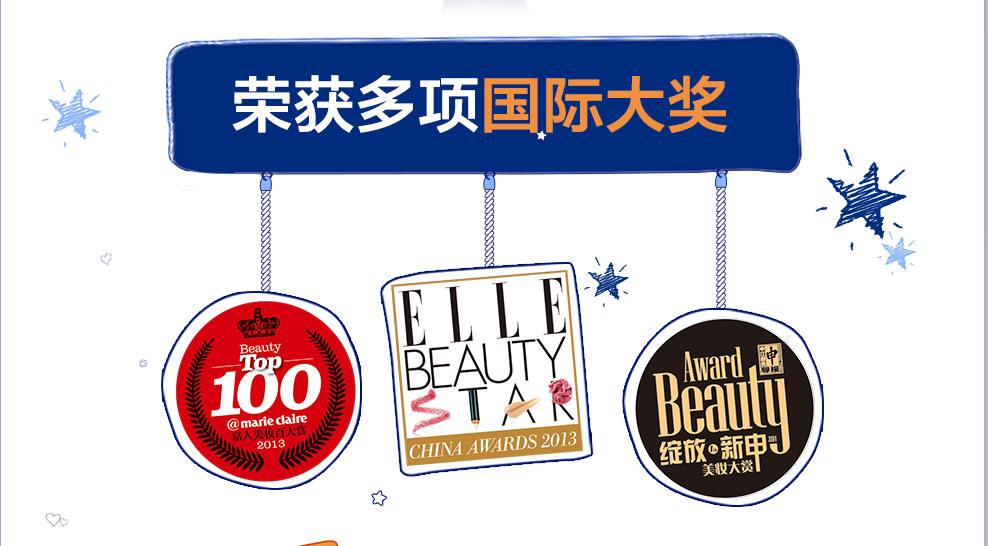 荣获多项国际大奖
Beauty
Top
100
@ marie claire
嘉人美妆百大赏
2013
ELLE
BEAUTY
STAR
CHINA AWARDS 2013
申
Award
Beauty
绽放
新申
美妆大赏